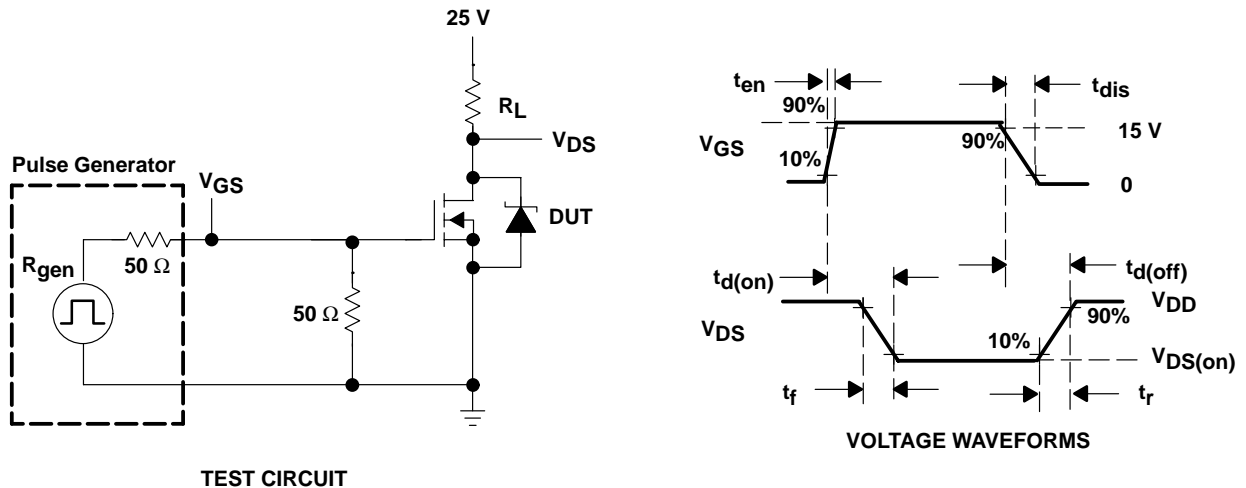 25 V
RL
VDS
Pulse Generator
VGS
DUT
Rgen
50 Ω
50 Ω
TEST CIRCUIT
ten
tdis
90%
15 V
VGS
90%
10%
0
td(on)
td(off)
VDD
VDS
90%
10%
VDS(on)
tf
tr
VOLTAGE WAVEFORMS